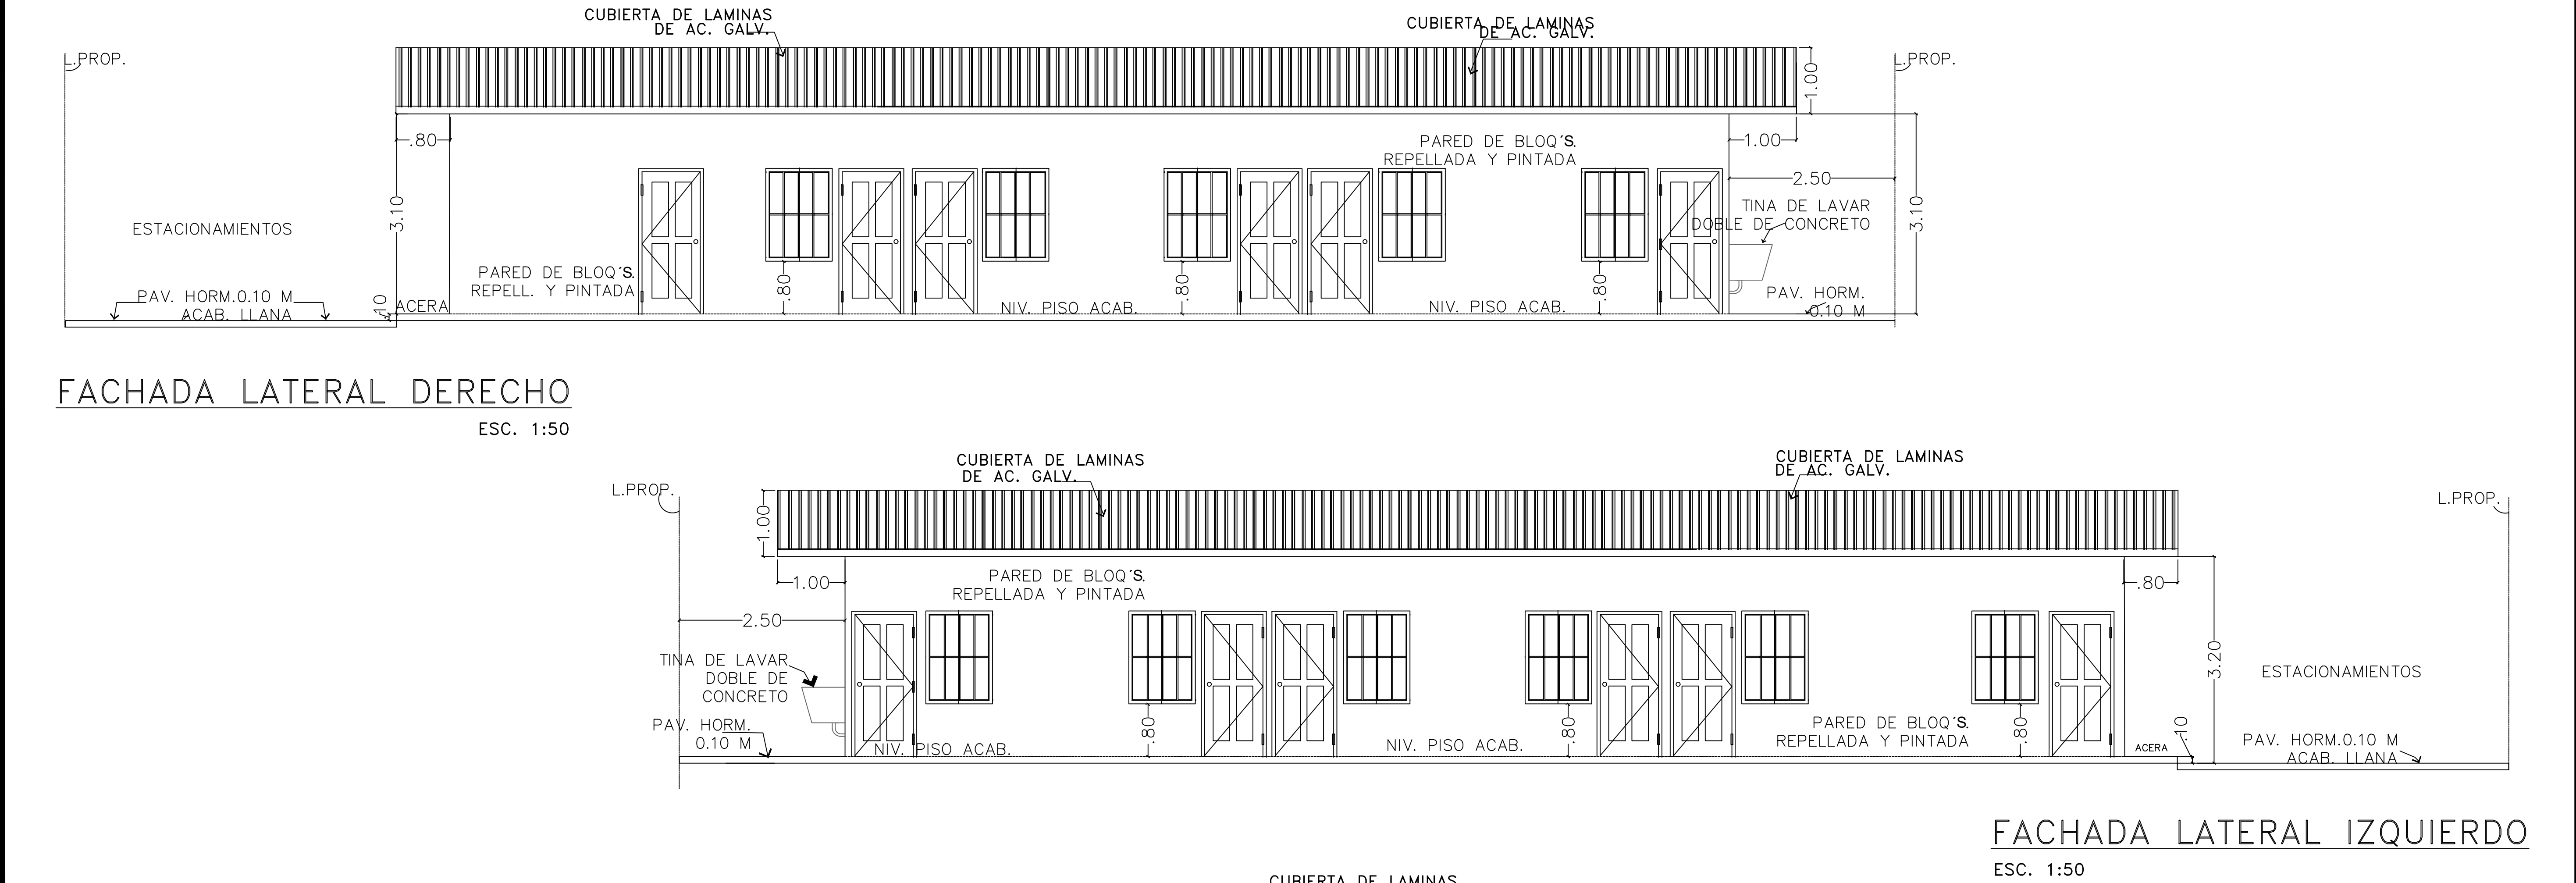 CUBIERTA DE LAMINAS
DE AC. GALV.
CUBIERTA DE LAMINAS
DE AC. GALV.
L.PROP.
L.PROP.
1.00
.80
PARED DE BLOQ´S.
REPELLADA Y PINTADA
1.00
2.50
3.10
TINA DE LAVAR
DOBLE DE CONCRETO
3.10
ESTACIONAMIENTOS
PARED DE BLOQ´S.
REPELL. Y PINTADA
.80
.80
.80
PAV. HORM.0.10 M
ACAB. LLANA
.10
ACERA
NIV. PISO ACAB.
NIV. PISO ACAB.
PAV. HORM.
0.10 M
FACHADA LATERAL DERECHO
ESC. 1:50
CUBIERTA DE LAMINAS
DE AC. GALV.
CUBIERTA DE LAMINAS
DE AC. GALV.
L.PROP.
L.PROP.
1.00
1.00
PARED DE BLOQ´S.
REPELLADA Y PINTADA
.80
2.50
TINA DE LAVAR
DOBLE DE
CONCRETO
3.20
ESTACIONAMIENTOS
PAV. HORM.
0.10 M
NIV. PISO ACAB.
.80
NIV. PISO ACAB.
.80
PARED DE BLOQ´S.
REPELLADA Y PINTADA
.80
ACERA
.10
PAV. HORM.0.10 M
ACAB. LLANA
FACHADA LATERAL IZQUIERDO
ESC. 1:50
CUBIERTA DE LAMINAS